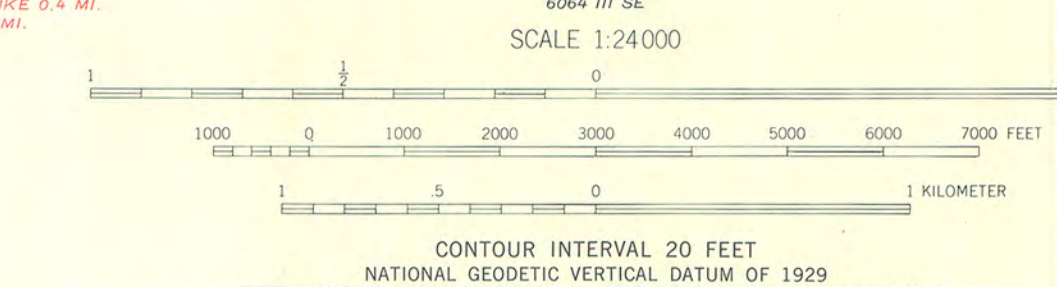 IKE 0.4 MI.
MI.
6064 III SE
SCALE 1:24000
1 1/2 0
1000 0 1000 2000 3000 4000 5000 6000 7000 FEET
1 .5 0 1 KILOMETER
CONTOUR INTERVAL 20 FEET
NATIONAL GEODETIC VERTICAL DATUM OF 1929